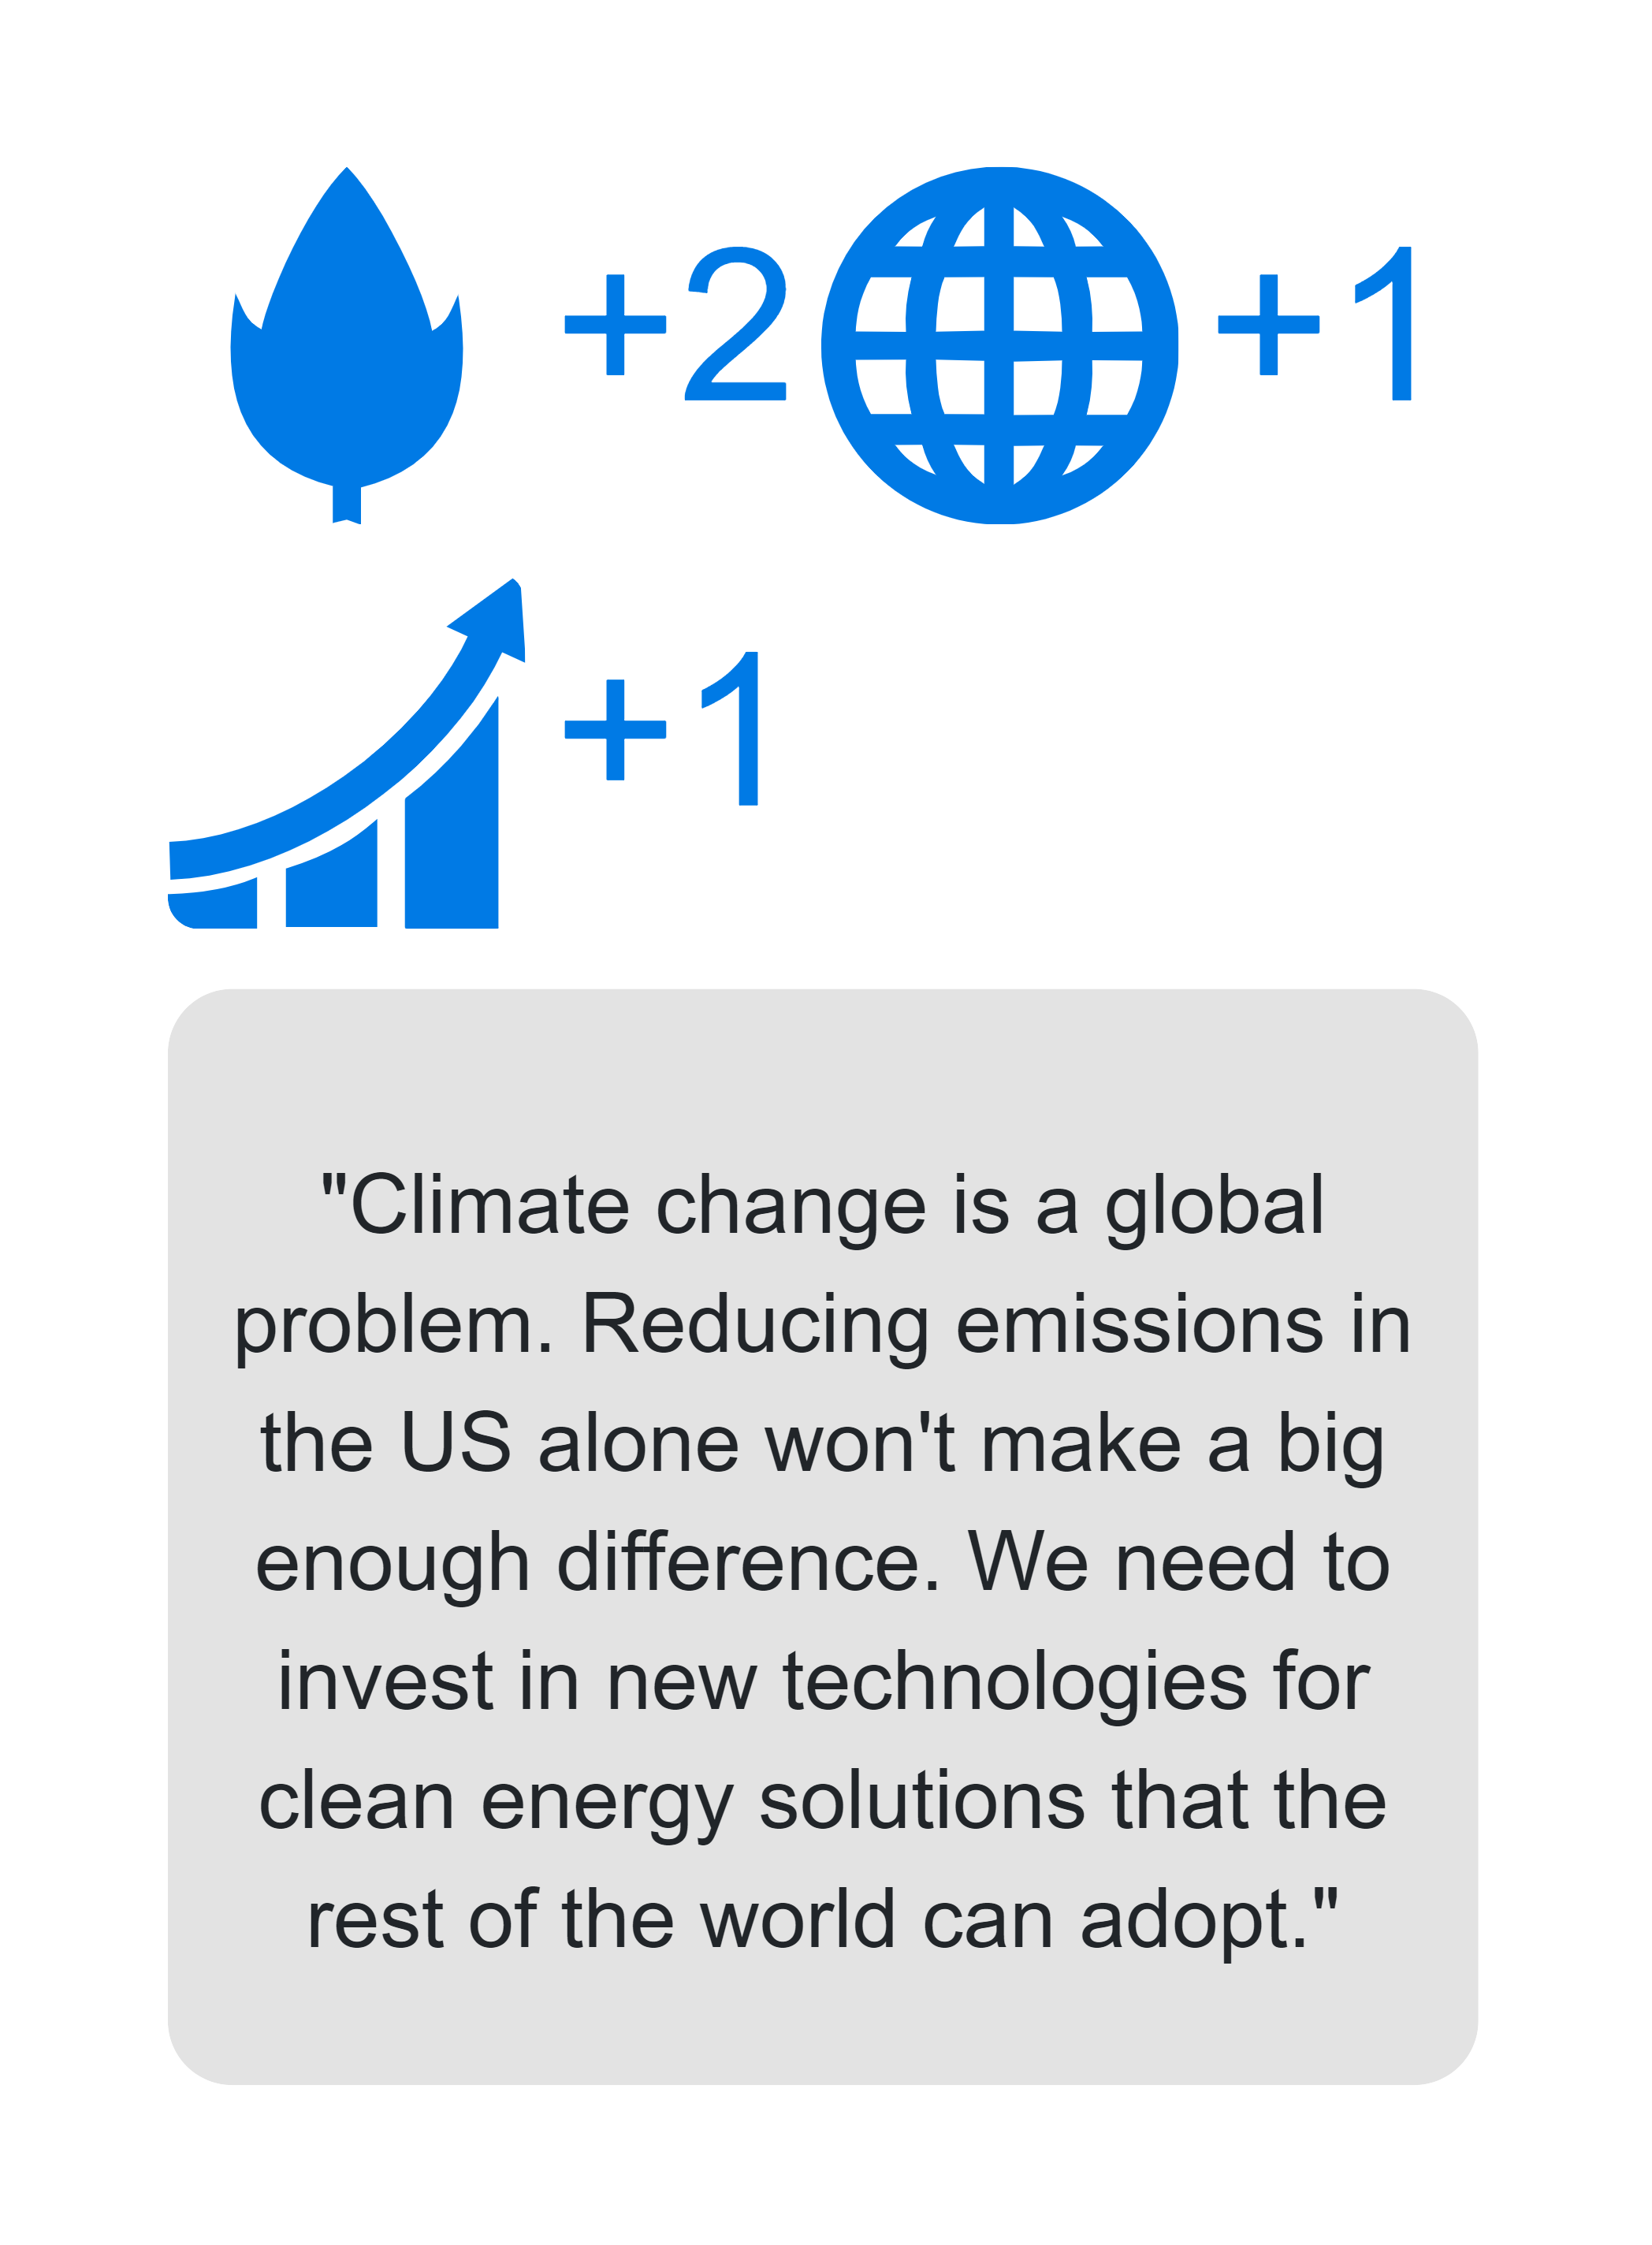 +2 +1
+1
"Climate change is a global
problem. Reducing emissions in
the US alone won't make a big
enough difference. We need to
invest in new technologies for
clean energy solutions that the
rest of the world can adopt."